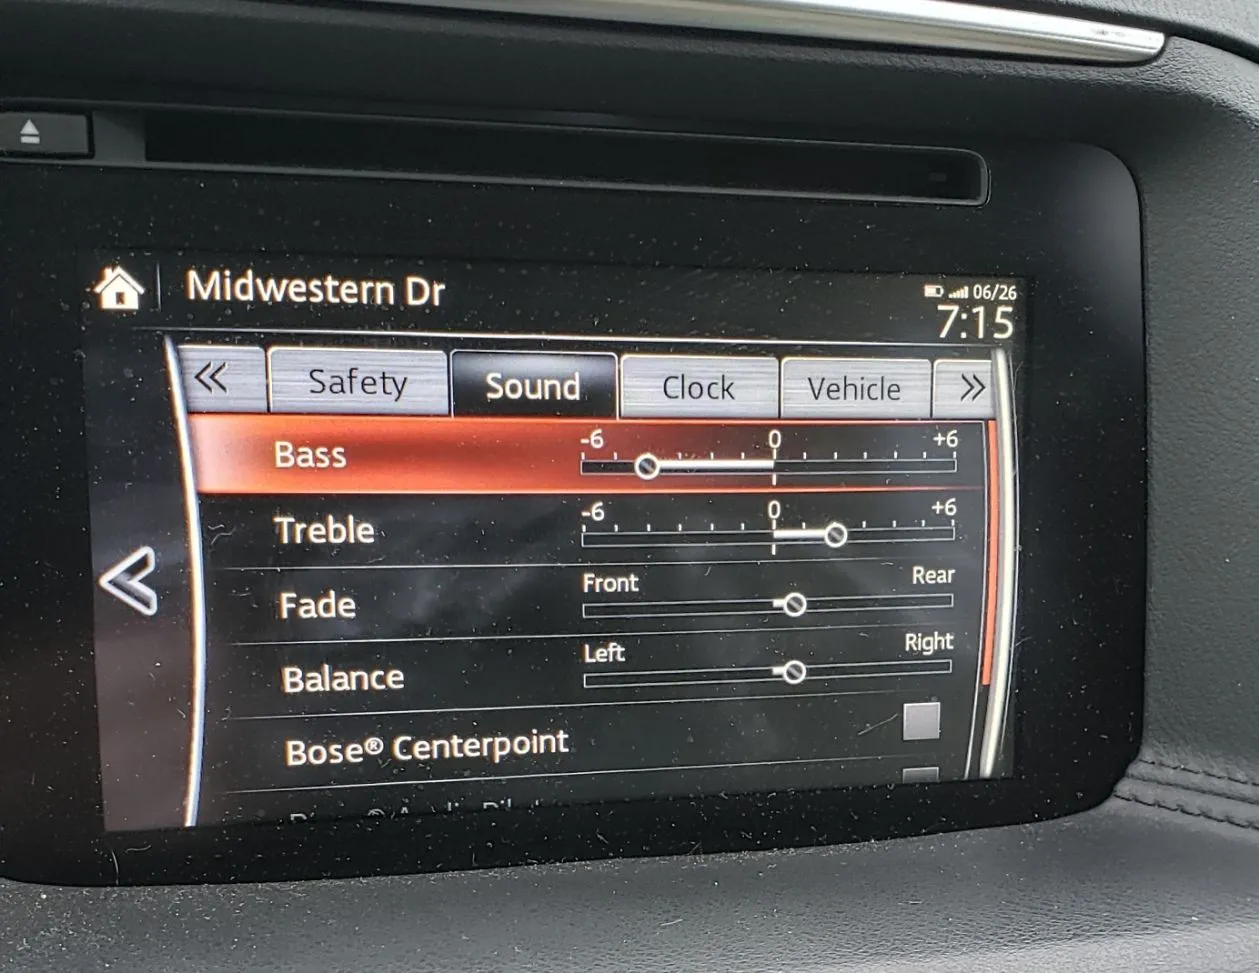 Midwestern Dr
06/26
7:15
« Safety Sound Clock Vehicle »
-6 0 +6
Bass
-6 0 +6
Treble
Front Rear
Fade
Left Right
Balance
Bose® Centerpoint